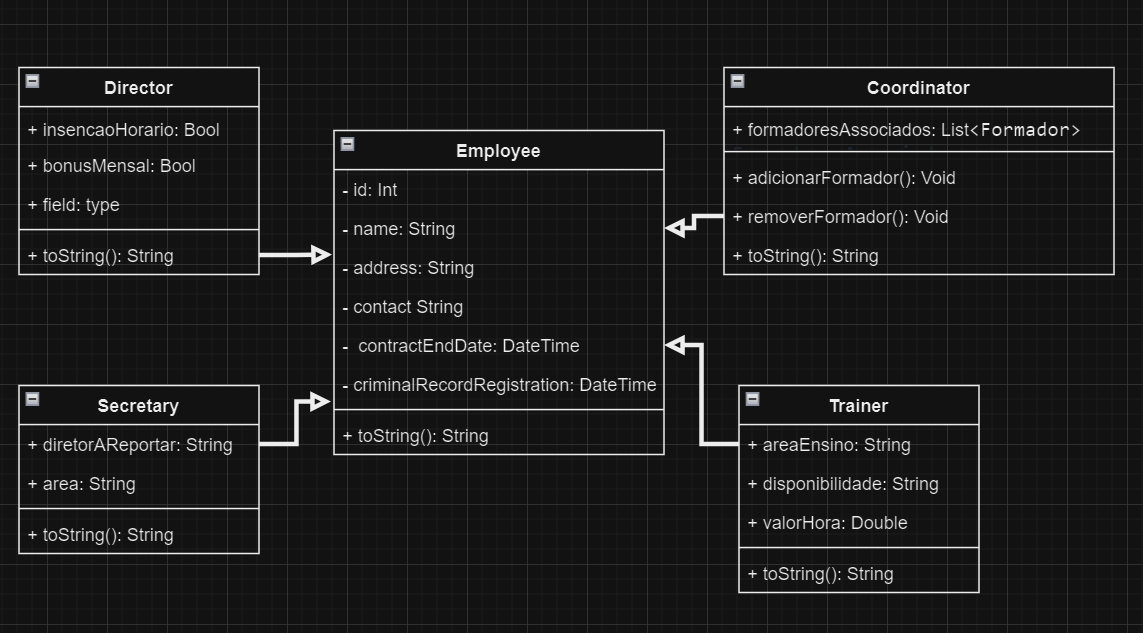 Director
+ insencaoHorario: Bool
+ bonusMensal: Bool
+ field: type
+ toString(): String
Employee
- id: Int
- name: String
- address: String
- contact String
- contractEndDate: DateTime
- criminalRecordRegistration: DateTime
+ toString(): String
Coordinator
+ formadoresAssociados: List<Formador>
+ adicionarFormador(): Void
+ removerFormador(): Void
+ toString(): String
Secretary
+ diretorAReportar: String
+ area: String
+ toString(): String
Trainer
+ areaEnsino: String
+ disponibilidade: String
+ valorHora: Double
+ toString(): String